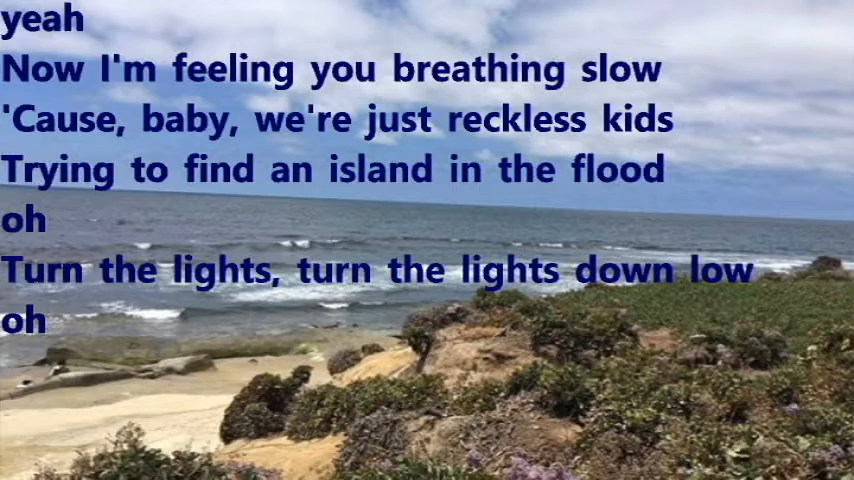 yeah
Now I'm feeling you breathing slow
'Cause, baby, we're just reckless kids
Trying to find an island in the flood
oh
Turn the lights, turn the lights down low
oh